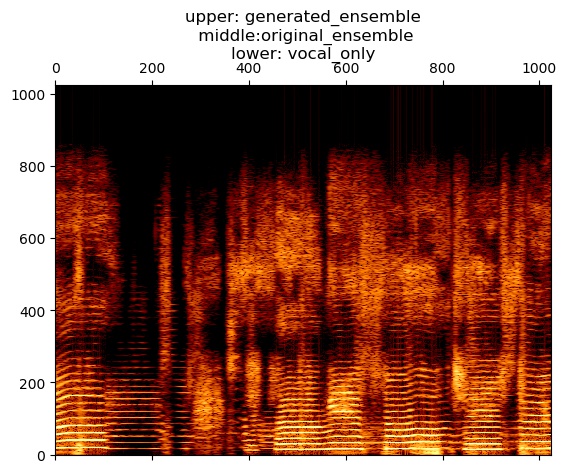 upper: generated_ensemble
middle:original_ensemble
lower: vocal_only
0 200 400 600 800 1000
1000
800
600
400
200
0